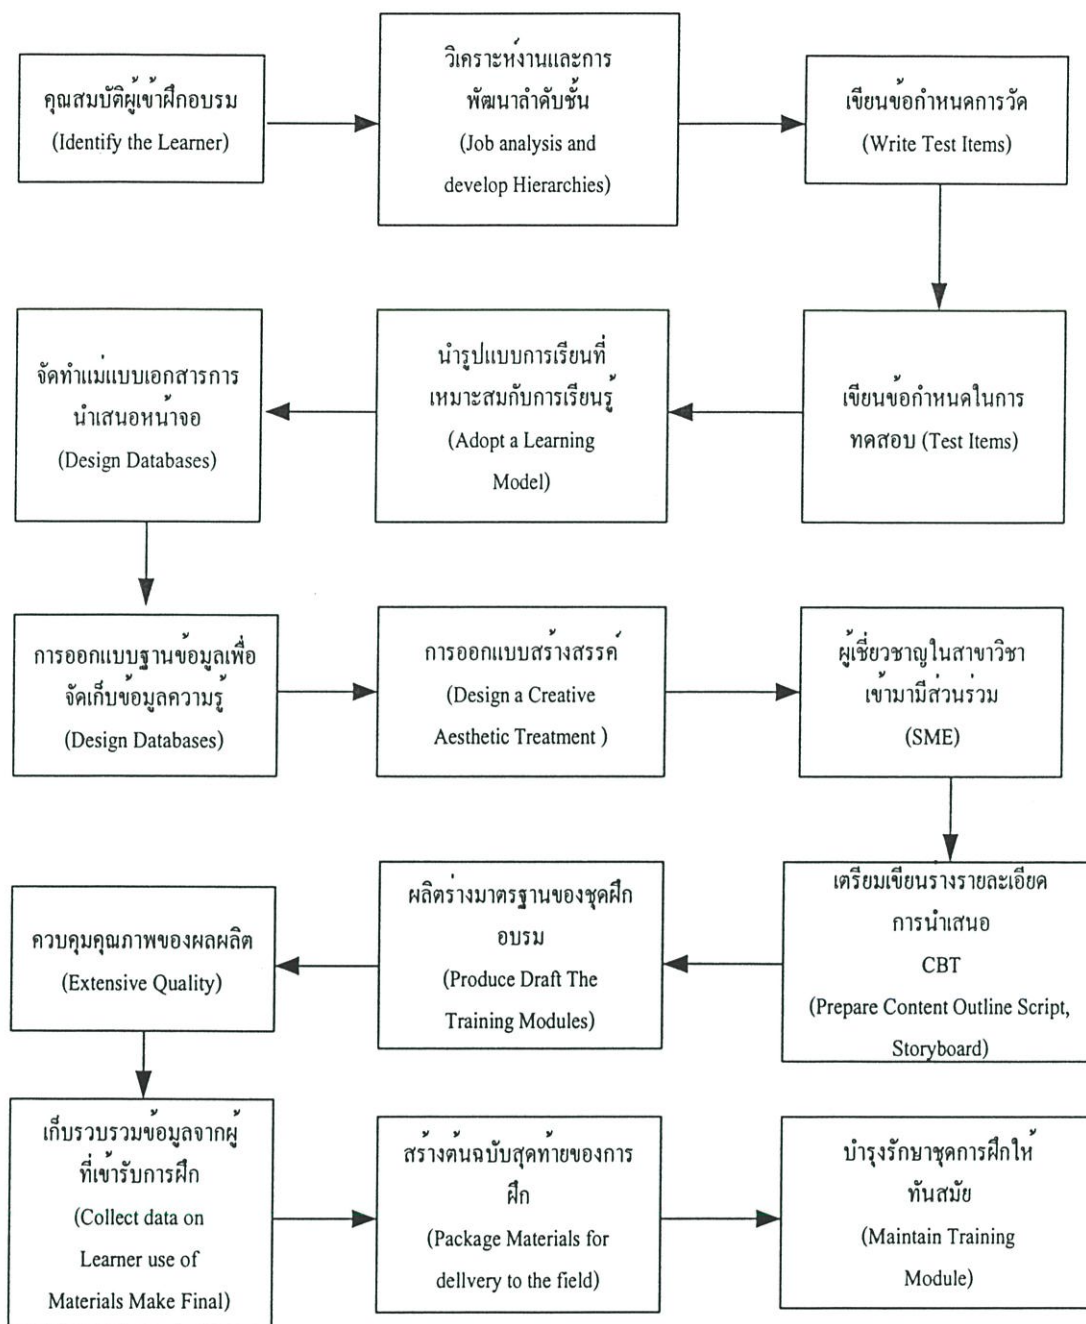 คุณสมบัติผู้เข้าฝึกอบรม
(Identify the Learner)
วิเคราะห์งานและการ
พัฒนาลำดับชั้น
(Job analysis and
develop Hierarchies)
เขียนข้อกำหนดการวัด
(Write Test Items)
เขียนข้อกำหนดในการ
ทดสอบ (Test Items)
นำรูปแบบการเรียนที่
เหมาะสมกับการเรียนรู้
(Adopt a Learning
Model)
จัดทำแม่แบบเอกสารการ
นำเสนอหน้าจอ
(Design Databases)
การออกแบบฐานข้อมูลเพื่อ
จัดเก็บข้อมูลความรู้
(Design Databases)
การออกแบบสร้างสรรค์
(Design a Creative
Aesthetic Treatment )
ผู้เชี่ยวชาญในสาขาวิชา
เข้ามามีส่วนร่วม
(SME)
เตรียมเขียนร่างรายละเอียด
การนำเสนอ
CBT
(Prepare Content Outline Script,
Storyboard)
ผลิตร่างมาตรฐานของชุดฝึก
อบรม
(Produce Draft The
Training Modules)
ควบคุมคุณภาพของผลผลิต
(Extensive Quality)
เก็บรวบรวมข้อมูลจากผู้
ที่เข้ารับการฝึก
(Collect data on
Learner use of
Materials Make Final)
สร้างต้นฉบับสุดท้ายของการ
ฝึก
(Package Materials for
dellvery to the field)
บำรุงรักษาชุดการฝึกให้
ทันสมัย
(Maintain Training
Module)